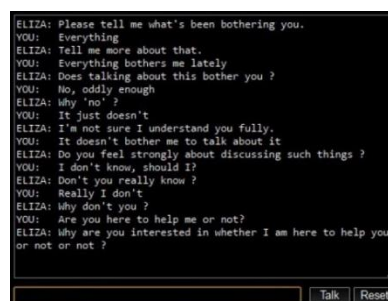 ELIZA: Please tell me what's been bothering you.
YOU: Everything
ELIZA: Tell me more about that.
YOU: Everything bothers me lately
ELIZA: Does talking about this bother you ?
YOU: No, oddly enough
ELIZA: Why 'no' ?
YOU: It just doesn't
ELIZA: I'm not sure I understand you fully.
YOU: It doesn't bother me to talk about it
ELIZA: Do you feel strongly about discussing such things ?
YOU: I don't know, should I?
ELIZA: Don't you really know ?
YOU: Really I don't
ELIZA: Why don't you ?
YOU: Are you here to help me or not?
ELIZA: Why are you interested in whether I am here to help you
or not or not ?
Talk Reset